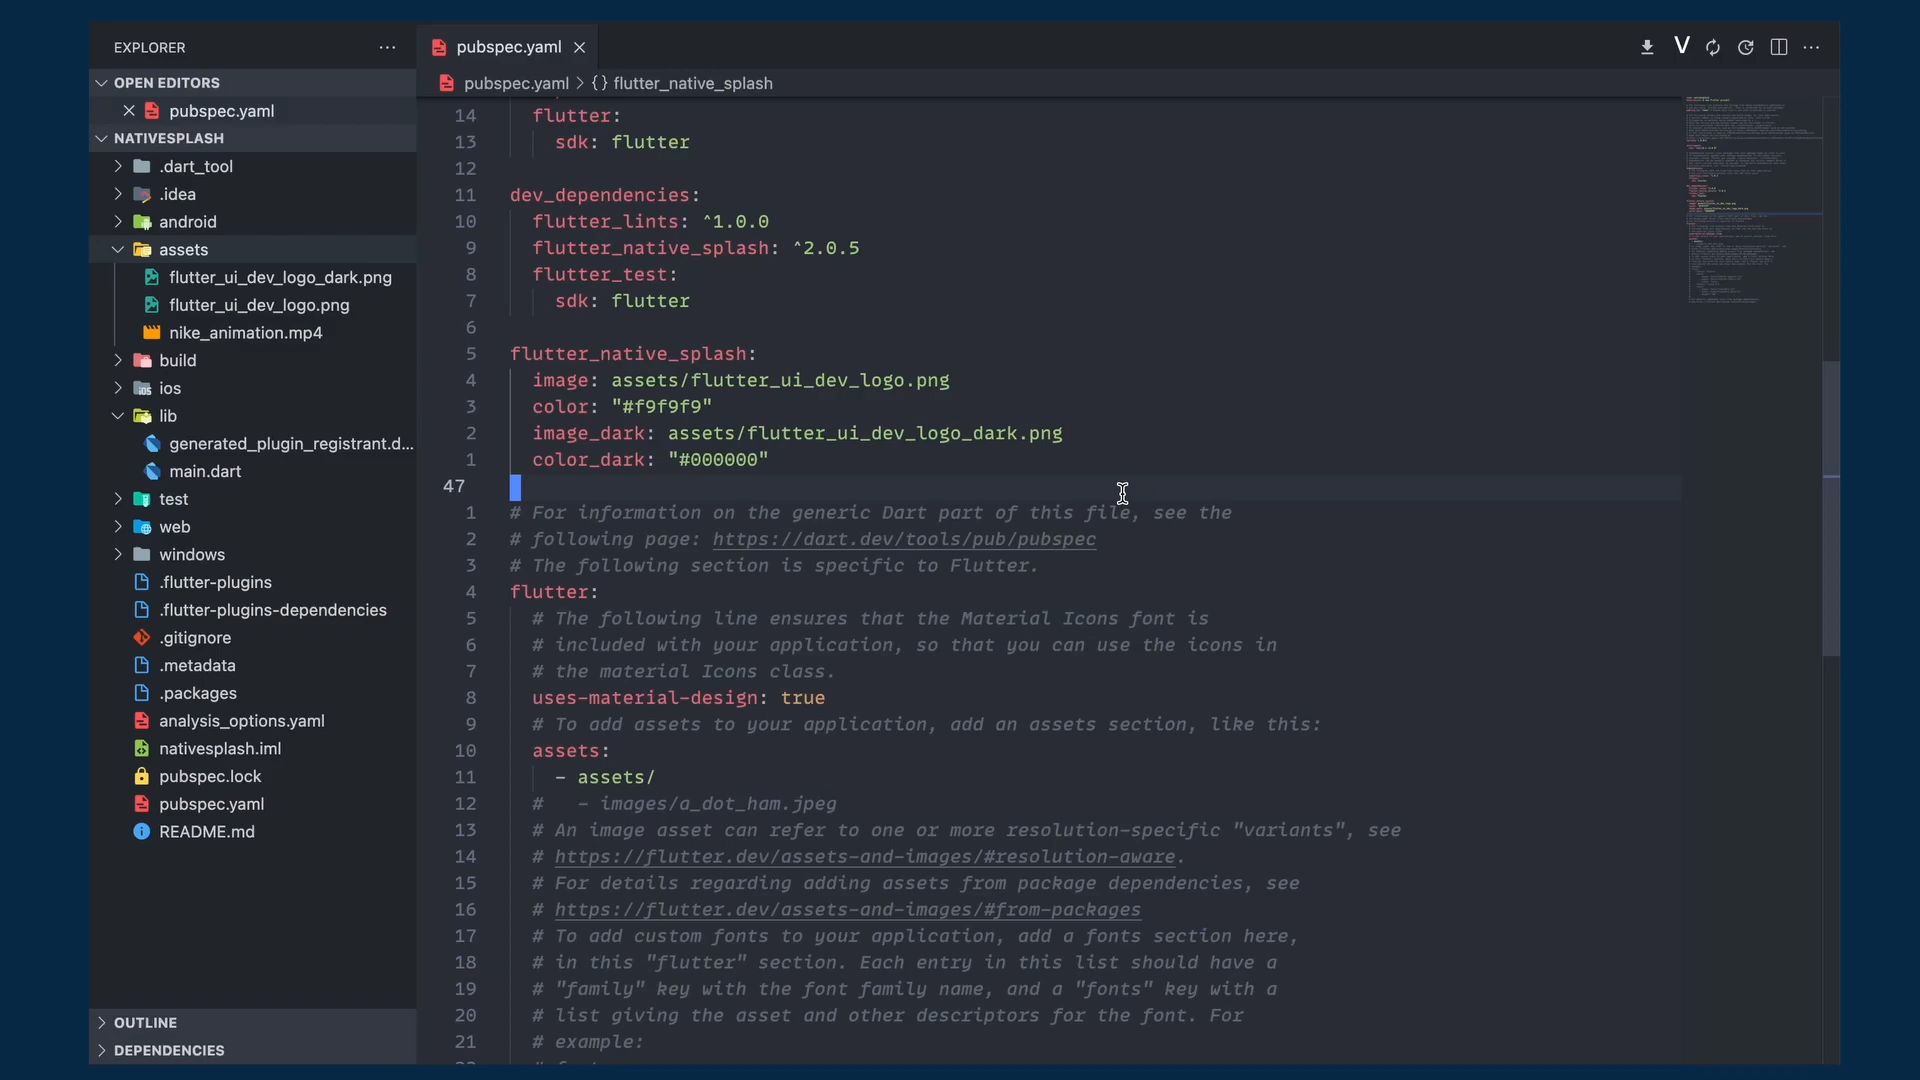 EXPLORER
OPEN EDITORS
pubspec.yaml
NATIVESPLASH
.dart_tool
.idea
android
assets
flutter_ui_dev_logo_dark.png
flutter_ui_dev_logo.png
nike_animation.mp4
build
ios
lib
generated_plugin_registrant.d...
main.dart
test
web
windows
.flutter-plugins
.flutter-plugins-dependencies
.gitignore
.metadata
.packages
analysis_options.yaml
nativesplash.iml
pubspec.lock
pubspec.yaml
README.md
OUTLINE
DEPENDENCIES
pubspec.yaml
V
pubspec.yaml > {} flutter_native_splash
14 flutter:
13 sdk: flutter
12
11 dev_dependencies:
10 flutter_lints: ^1.0.0
9 flutter_native_splash: ^2.0.5
8 flutter_test:
7 sdk: flutter
6
5 flutter_native_splash:
4 image: assets/flutter_ui_dev_logo.png
3 color: "#f9f9f9"
2 image_dark: assets/flutter_ui_dev_logo_dark.png
1 color_dark: "#000000"
47
1 # For information on the generic Dart part of this file, see the
2 # following page: https://dart.dev/tools/pub/pubspec
3 # The following section is specific to Flutter.
4 flutter:
5 # The following line ensures that the Material Icons font is
6 # included with your application, so that you can use the icons in
7 # the material Icons class.
8 uses-material-design: true
9 # To add assets to your application, add an assets section, like this:
10 assets:
11 - assets/
12 # - images/a_dot_ham.jpeg
13 # An image asset can refer to one or more resolution-specific "variants", see
14 # https://flutter.dev/assets-and-images/#resolution-aware.
15 # For details regarding adding assets from package dependencies, see
16 # https://flutter.dev/assets-and-images/#from-packages
17 # To add custom fonts to your application, add a fonts section here,
18 # in this "flutter" section. Each entry in this list should have a
19 # "family" key with the font family name, and a "fonts" key with a
20 # list giving the asset and other descriptors for the font. For
21 # example: